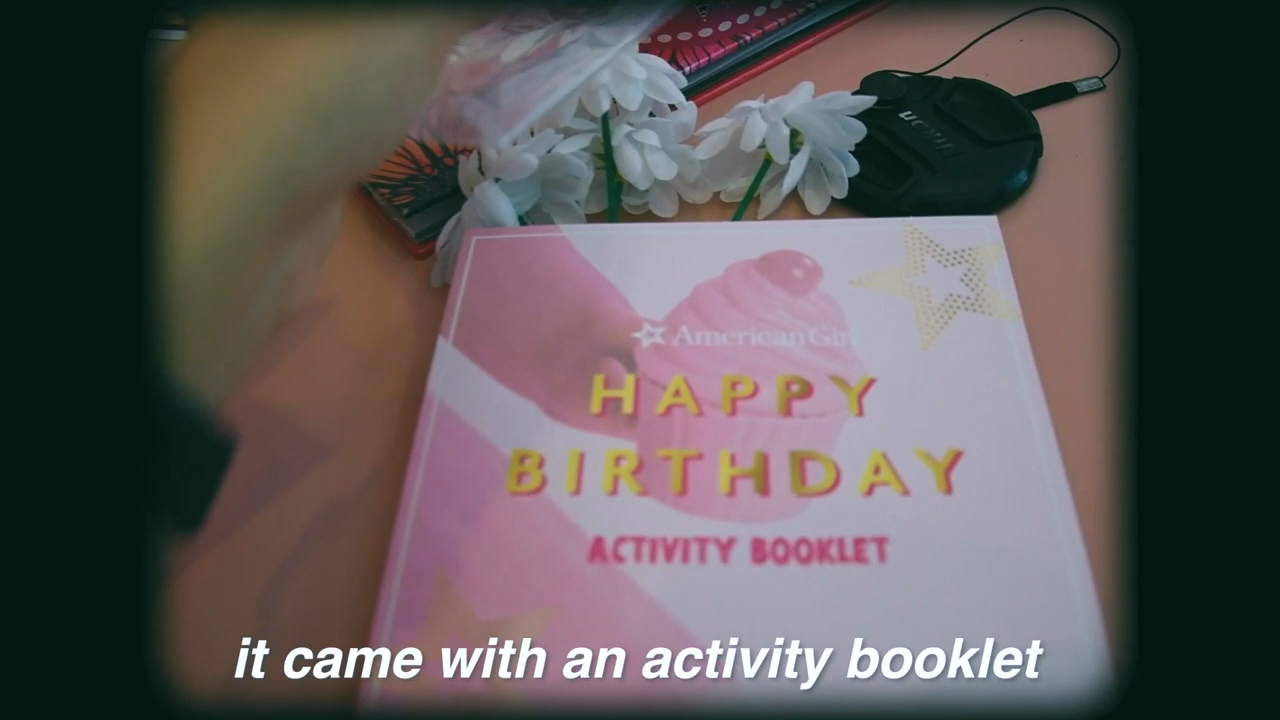 American Girl
HAPPY
BIRTHDAY
ACTIVITY BOOKLET
it came with an activity booklet